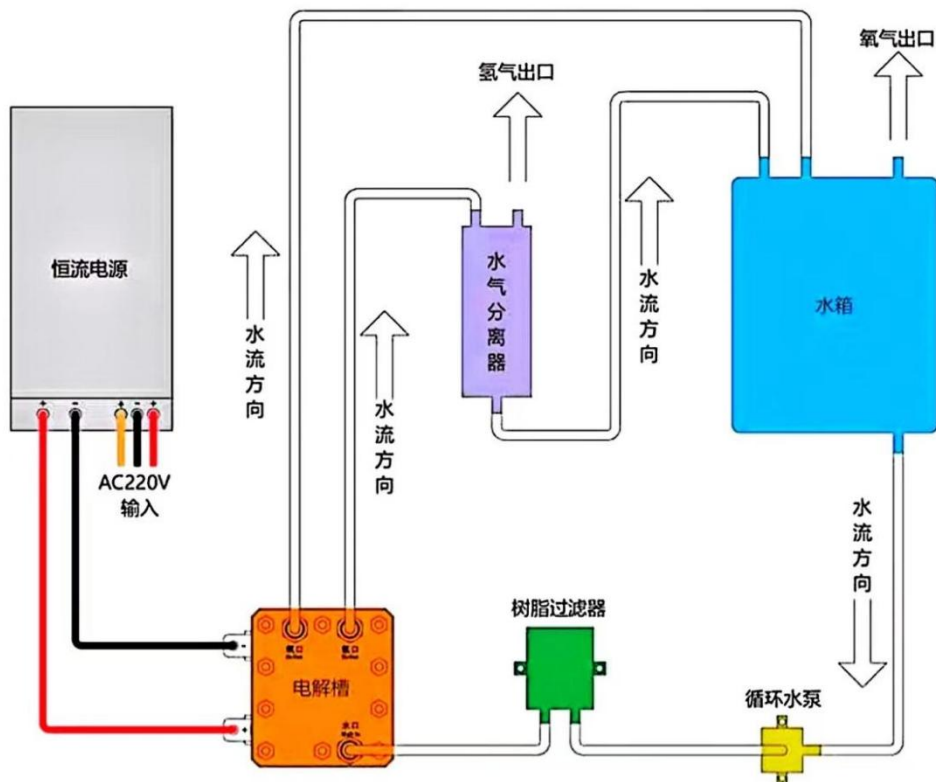 氧气出口
氢气出口
恒流电源
水气分离器
水箱
水流方向
水流方向
水流方向
水流方向
+
-
+
-
+
AC220V
输入
树脂过滤器
循环水泵
电解槽
水口
-
+